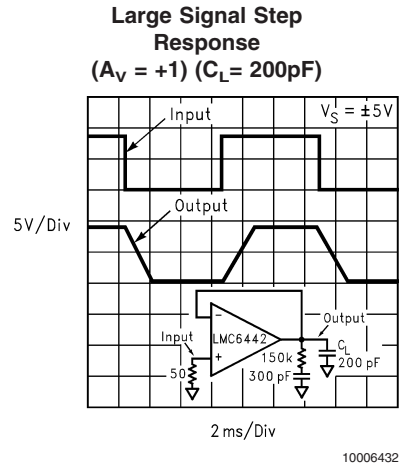 Large Signal Step
Response
(AV = +1) (CL= 200pF)
Input
VS = ±5V
Output
5V/Div
Output
Input
LMC6442
-
+
CL
150k
200 pF
50
300 pF
2 ms/Div
10006432